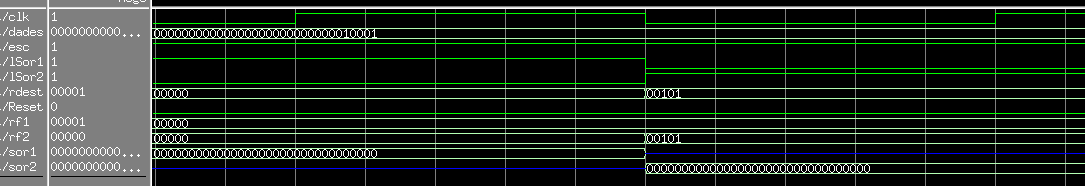 ./clk 1
./dades 0000000000... 00000000000000000000000000010001
./esc 1
./lSor1 1
./lSor2 1
./rdest 00001 00000 00101
./Reset 0
./rf1 00001 00000
./rf2 00000 00000 00101
./sor1 0000000000... 00000000000000000000000000000000
./sor2 0000000000... 00000000000000000000000000000000